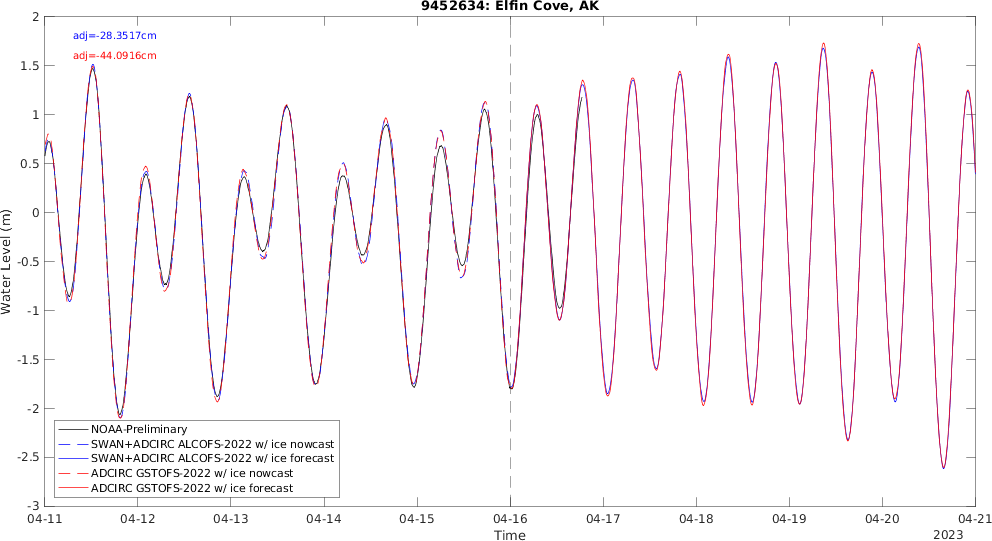 9452634: Elfin Cove, AK
adj=-28.3517cm
adj=-44.0916cm
Water Level (m)
2
1.5
1
0.5
0
-0.5
-1
-1.5
-2
-2.5
-3
NOAA-Preliminary
SWAN+ADCIRC ALCOFS-2022 w/ ice nowcast
SWAN+ADCIRC ALCOFS-2022 w/ ice forecast
ADCIRC GSTOFS-2022 w/ ice nowcast
ADCIRC GSTOFS-2022 w/ ice forecast
04-11 04-12 04-13 04-14 04-15 04-16 04-17 04-18 04-19 04-20 04-21
Time
2023